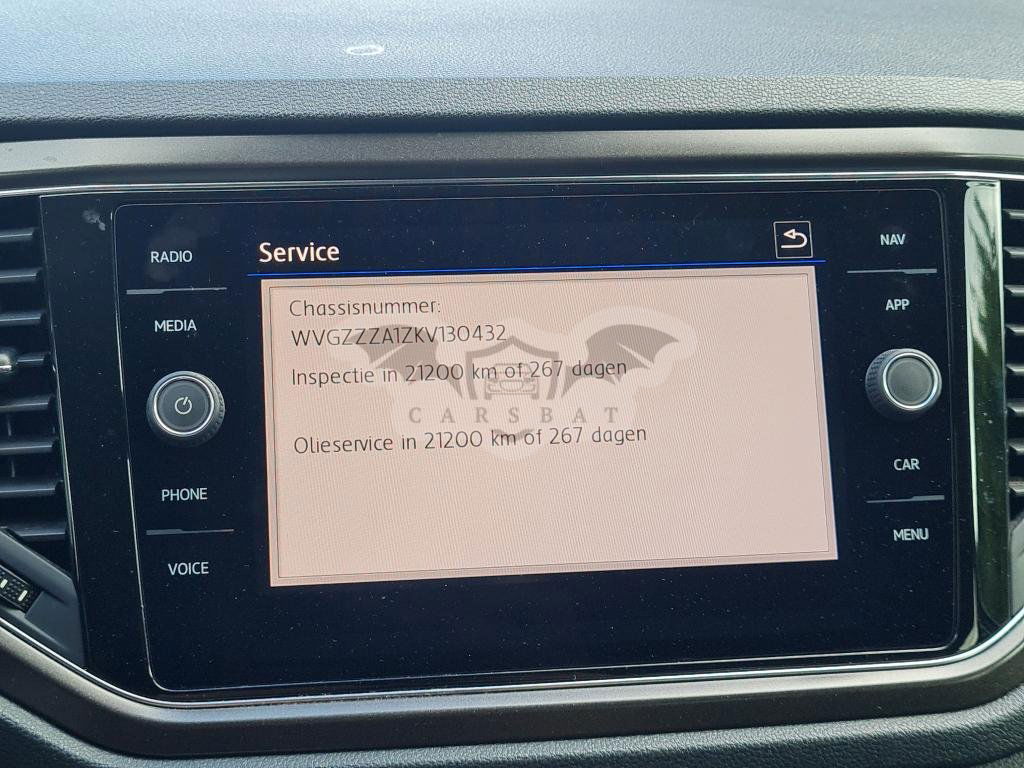 RADIO
MEDIA
PHONE
VOICE
Service
Chassisnummer:
WVGZZZA1ZKV130432
Inspectie in 21200 km of 267 dagen
CARSBAT
Olieservice in 21200 km of 267 dagen
NAV
APP
CAR
MENU